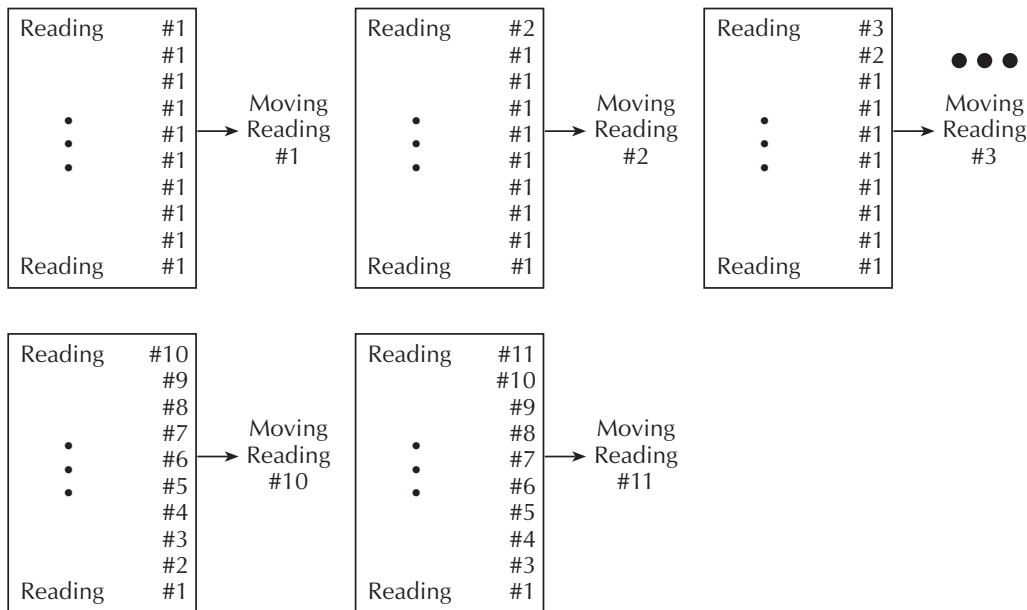 Reading #1
#1
#1
#1
#1
#1
#1
#1
#1
Reading #1
Moving
Reading
#1
Reading #2
#1
#1
#1
#1
#1
#1
#1
#1
Reading #1
Moving
Reading
#2
Reading #3
#2
#1
#1
#1
#1
#1
#1
#1
Reading #1
Moving
Reading
#3
Reading #10
#9
#8
#7
#6
#5
#4
#3
#2
Reading #1
Moving
Reading
#10
Reading #11
#10
#9
#8
#7
#6
#5
#4
#3
Reading #1
Moving
Reading
#11